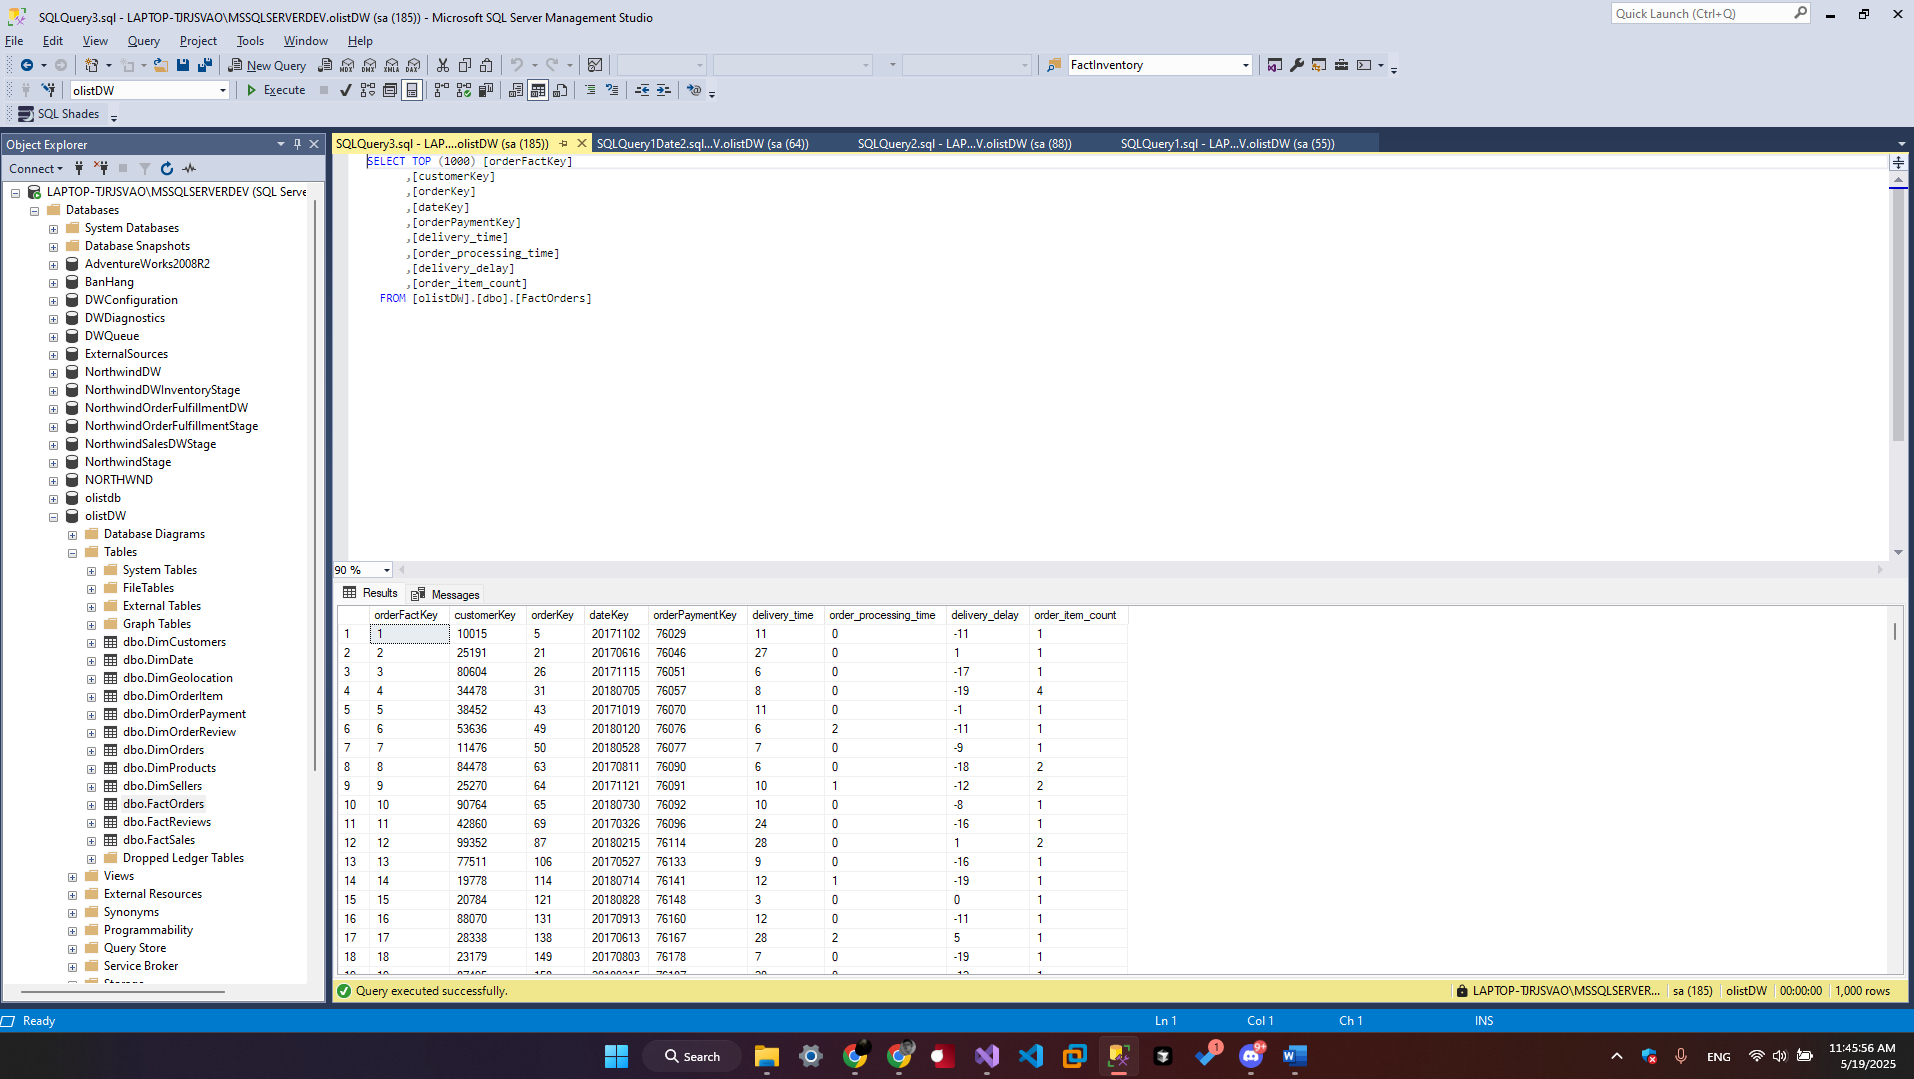 SQLQuery3.sql - LAPTOP-TJRJSVAO\MSSQLSERVERDEV.olistDW (sa (185)) - Microsoft SQL Server Management Studio
Quick Launch (Ctrl+Q)
File Edit View Query Project Tools Window Help
New Query MDX DMX XMLA DAX FactInventory
olistDW Execute
SQL Shades
Object Explorer
Connect
LAPTOP-TJRJSVAO\MSSQLSERVERDEV (SQL Serve
Databases
System Databases
Database Snapshots
AdventureWorks2008R2
BanHang
DWConfiguration
DWDiagnostics
DWQueue
ExternalSources
NorthwindDW
NorthwindDWInventoryStage
NorthwindOrderFulfillmentDW
NorthwindOrderFulfillmentStage
NorthwindSalesDWStage
NorthwindStage
NORTHWND
olistdb
olistDW
Database Diagrams
Tables
System Tables
FileTables
External Tables
Graph Tables
dbo.DimCustomers
dbo.DimDate
dbo.DimGeolocation
dbo.DimOrderItem
dbo.DimOrderPayment
dbo.DimOrderReview
dbo.DimOrders
dbo.DimProducts
dbo.DimSellers
dbo.FactOrders
dbo.FactReviews
dbo.FactSales
Dropped Ledger Tables
Views
External Resources
Synonyms
Programmability
Query Store
Service Broker
SQLQuery3.sql - LAP....olistDW (sa (185)) SQLQuery1Date2.sql...V.olistDW (sa (64)) SQLQuery2.sql - LAP...V.olistDW (sa (88)) SQLQuery1.sql - LAP...V.olistDW (sa (55))
SELECT TOP (1000) [orderFactKey]
,[customerKey]
,[orderKey]
,[dateKey]
,[orderPaymentKey]
,[delivery_time]
,[order_processing_time]
,[delivery_delay]
,[order_item_count]
FROM [olistDW].[dbo].[FactOrders]
90 %
Results Messages
orderFactKey customerKey orderKey dateKey orderPaymentKey delivery_time order_processing_time delivery_delay order_item_count
1 1 10015 5 20171102 76029 11 0 -11 1
2 2 25191 21 20170616 76046 27 0 1 1
3 3 80604 26 20171115 76051 6 0 -17 1
4 4 34478 31 20180705 76057 8 0 -19 4
5 5 38452 43 20171019 76070 11 0 -1 1
6 6 53636 49 20180120 76076 6 2 -11 1
7 7 11476 50 20180528 76077 7 0 -9 1
8 8 84478 63 20170811 76090 6 0 -18 2
9 9 25270 64 20171121 76091 10 1 -12 2
10 10 90764 65 20180730 76092 10 0 -8 1
11 11 42860 69 20170326 76096 24 0 -16 1
12 12 99352 87 20180215 76114 28 0 1 2
13 13 77511 106 20170527 76133 9 0 -16 1
14 14 19778 114 20180714 76141 12 1 -19 1
15 15 20784 121 20180828 76148 3 0 0 1
16 16 88070 131 20170913 76160 12 0 -11 1
17 17 28338 138 20170613 76167 28 2 5 1
18 18 23179 149 20170803 76178 7 0 -19 1
Query executed successfully. LAPTOP-TJRJSVAO\MSSQLSERVER... sa (185) olistDW 00:00:00 1,000 rows
Ready Ln 1 Col 1 Ch 1 INS
Search 1 9+ ENG 11:45:56 AM
5/19/2025